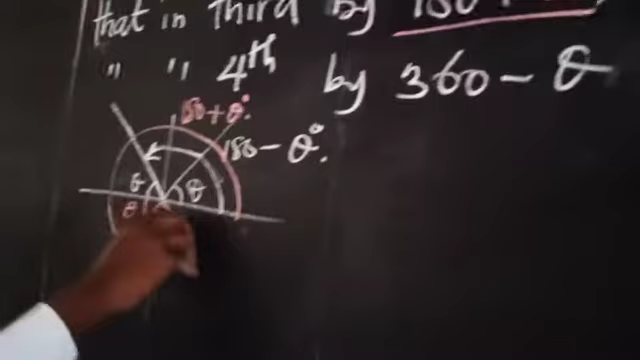 that in third by 180
" " 4th by 360 - θ
180 + θ°.
180 - θ°.
θ θ
θ